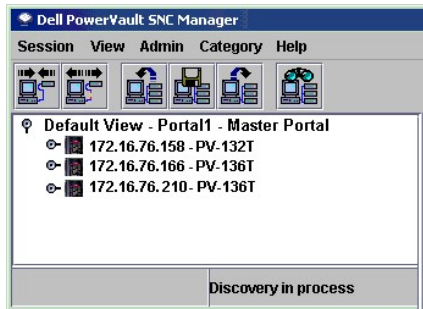 Dell PowerVault SNC Manager
Session View Admin Category Help
Default View - Portal1 - Master Portal
172.16.76.158 - PV-132T
172.16.76.166 - PV-136T
172.16.76.210 - PV-136T
Discovery in process